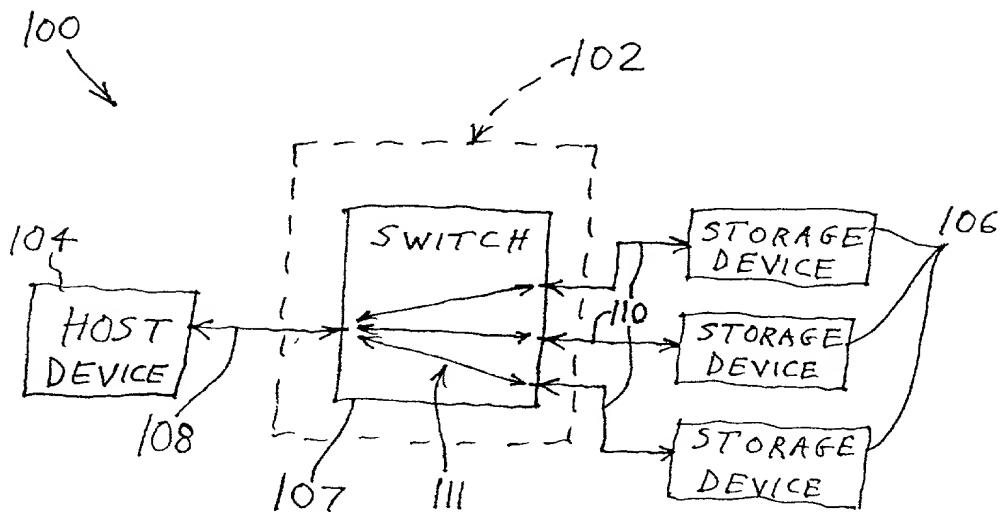 100
102
104
HOST
DEVICE
108
SWITCH
107
111
110
STORAGE
DEVICE
STORAGE
DEVICE
STORAGE
DEVICE
106